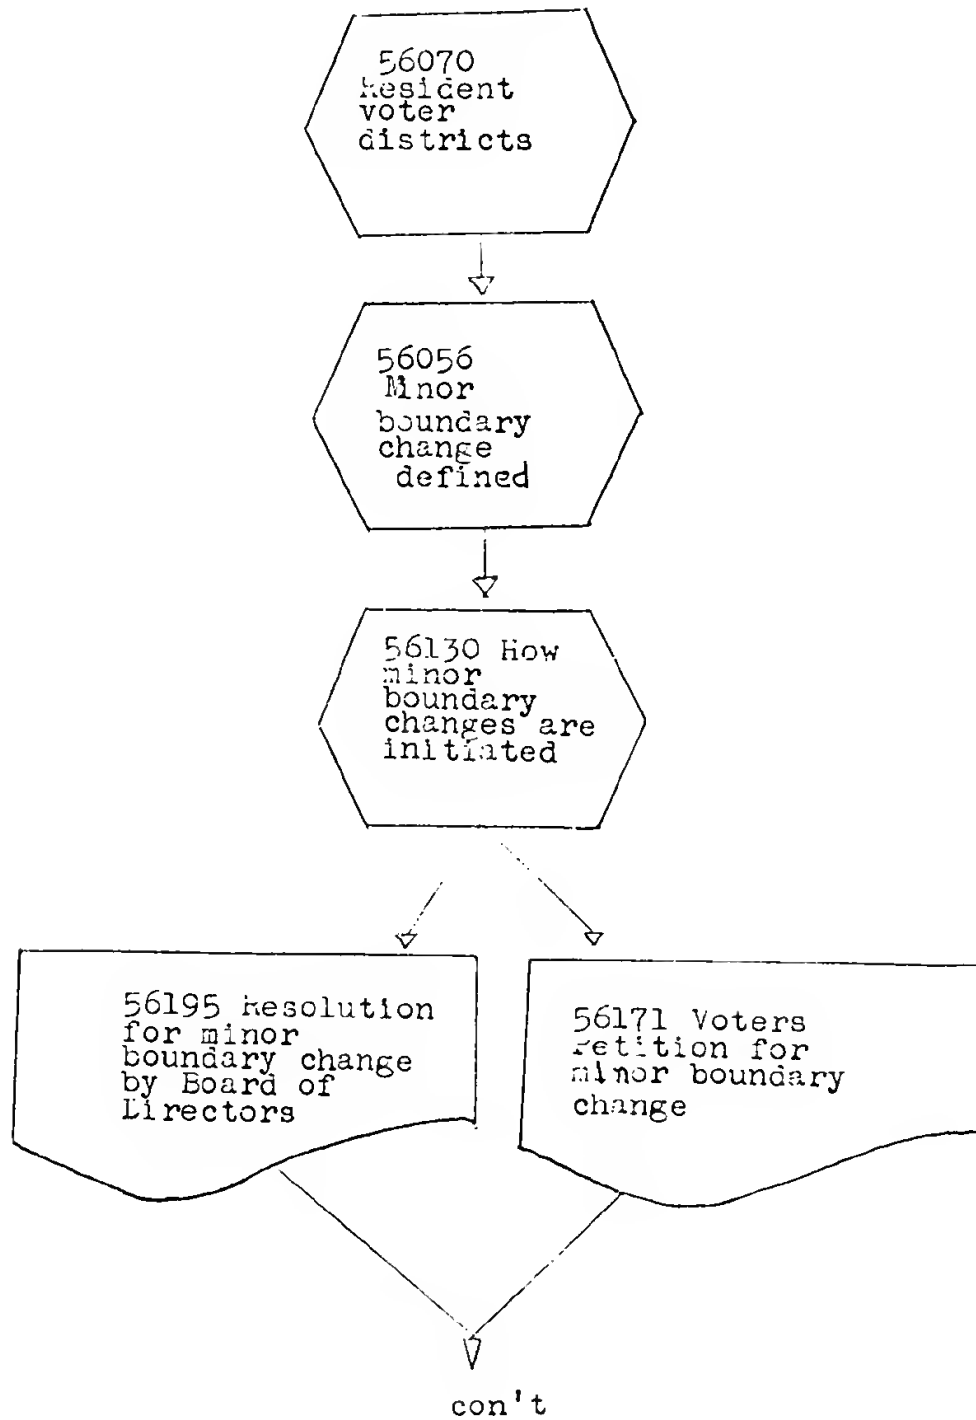 56070
Resident
voter
districts
56056
Minor
boundary
change
defined
56130 How
minor
boundary
changes are
initiated
56195 Resolution
for minor
boundary change
by Board of
Directors
56171 Voters
Petition for
minor boundary
change
con't